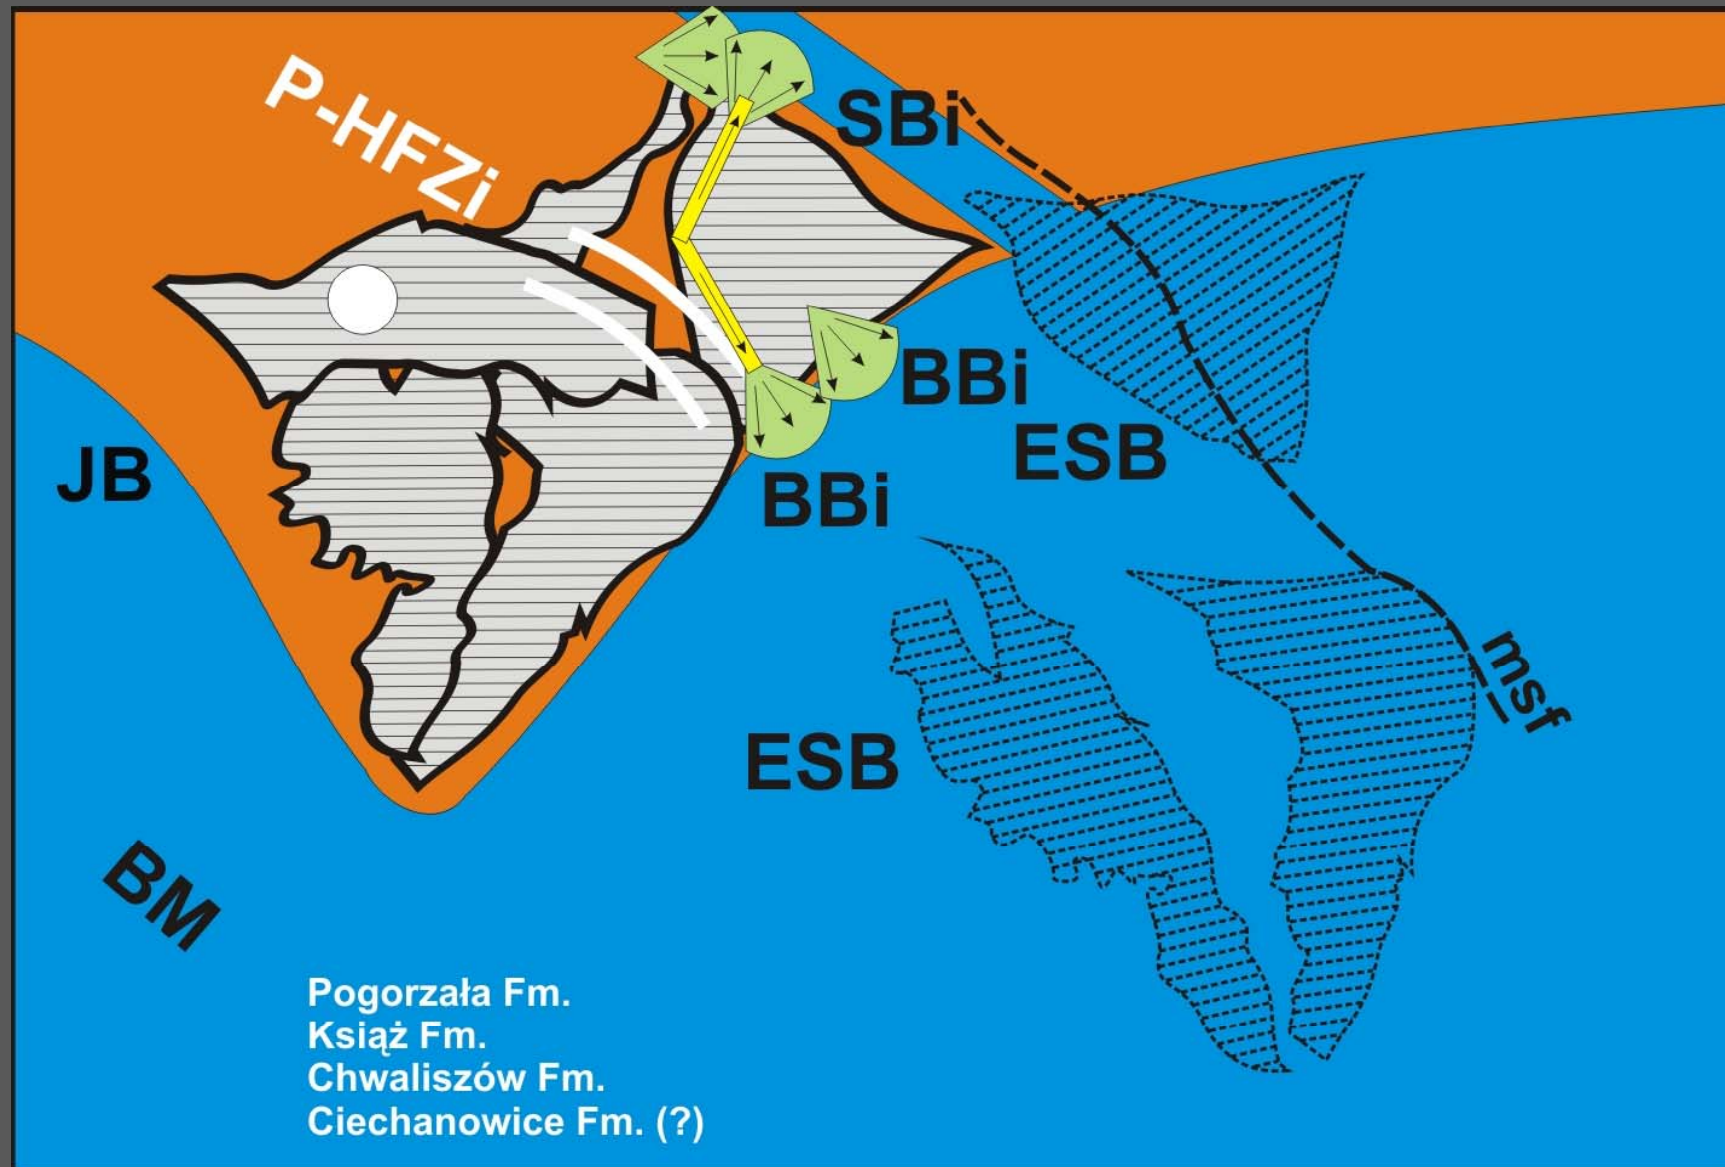 P-HFZi
SBi
BBi
ESB
JB
BBi
msf
ESB
BM
Pogorzała Fm.
Książ Fm.
Chwaliszów Fm.
Ciechanowice Fm. (?)